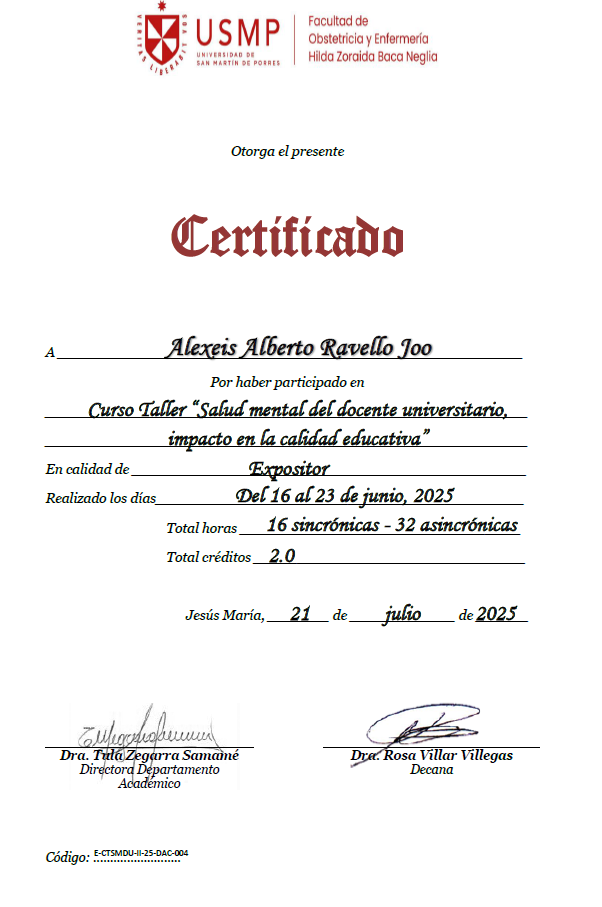 USMP
UNIVERSIDAD DE
SAN MARTÍN DE PORRES
VERITAS LIBERABIT VOS
Facultad de
Obstetricia y Enfermería
Hilda Zoraida Baca Neglia
Otorga el presente
Certificado
A Alexeis Alberto Ravello Joo
Por haber participado en
Curso Taller “Salud mental del docente universitario,
impacto en la calidad educativa”
En calidad de Expositor
Realizado los días Del 16 al 23 de junio, 2025
Total horas 16 sincrónicas - 32 asincrónicas
Total créditos 2.0
Jesús María, 21 de julio de 2025
Dra. Tula Zegarra Samamé
Directora Departamento
Académico
Dra. Rosa Villar Villegas
Decana
Código: E-CTSMDU-II-25-DAC-004